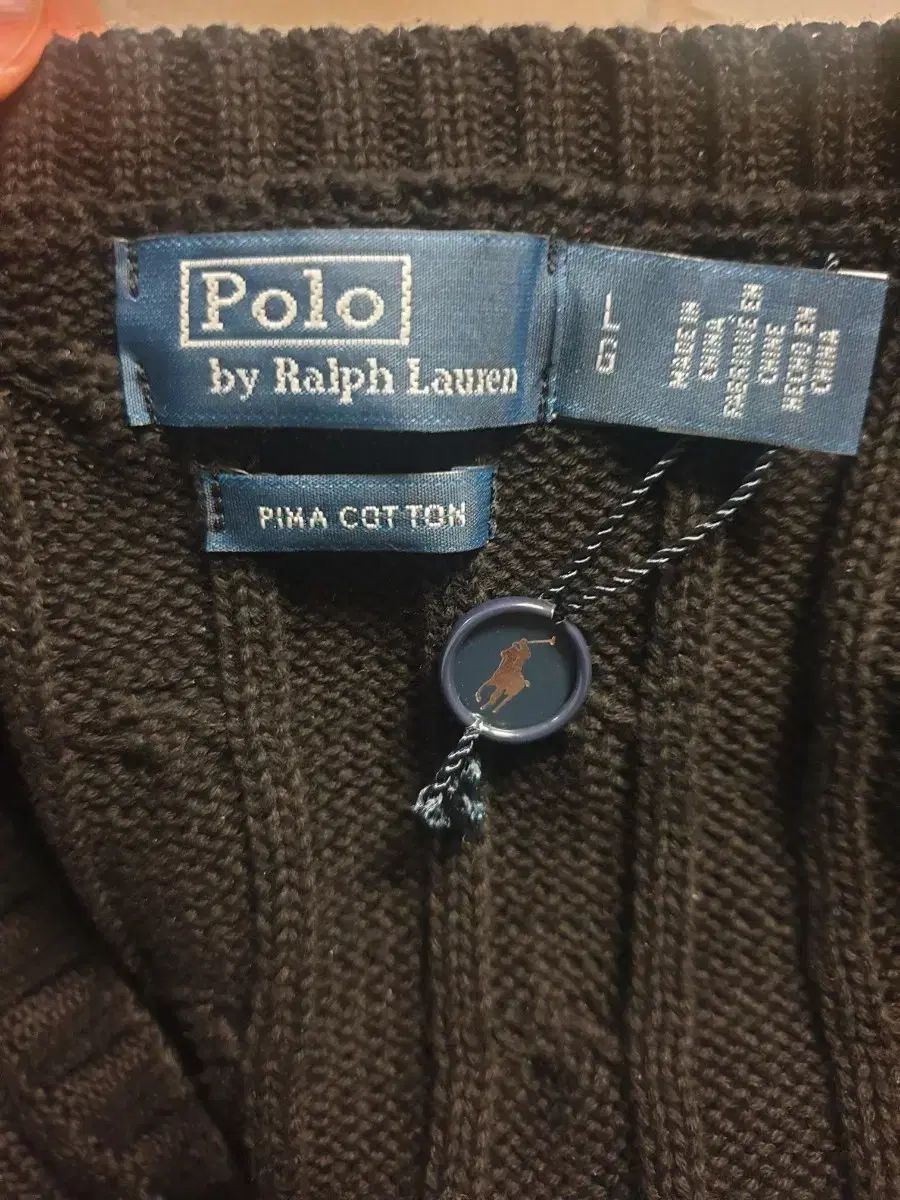 Polo
by Ralph Lauren
L
G
MADE IN
CHINA
FABRIQUÉ EN
CHINE
HECHO EN
CHINA
PIMA COTTON